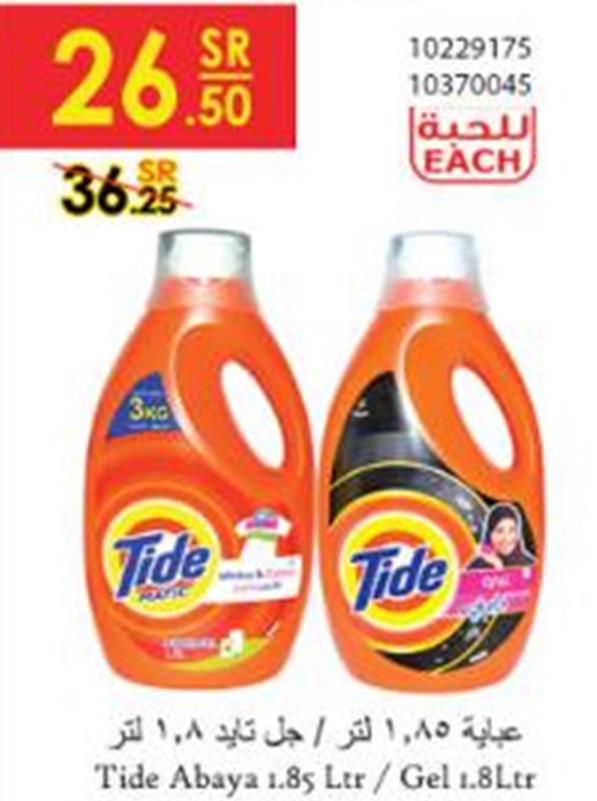 26.50 SR
10229175
10370045
للحبة
EACH
36.25 SR
3KG
Tide
MATIC
Tide
عباية ١,٨٥ لتر / جل تايد ١,٨ لتر
Tide Abaya 1.85 Ltr / Gel 1.8Ltr